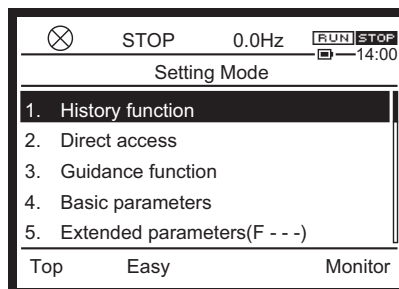 STOP 0.0Hz RUN STOP
14:00
Setting Mode
1. History function
2. Direct access
3. Guidance function
4. Basic parameters
5. Extended parameters(F - - -)
Top Easy Monitor